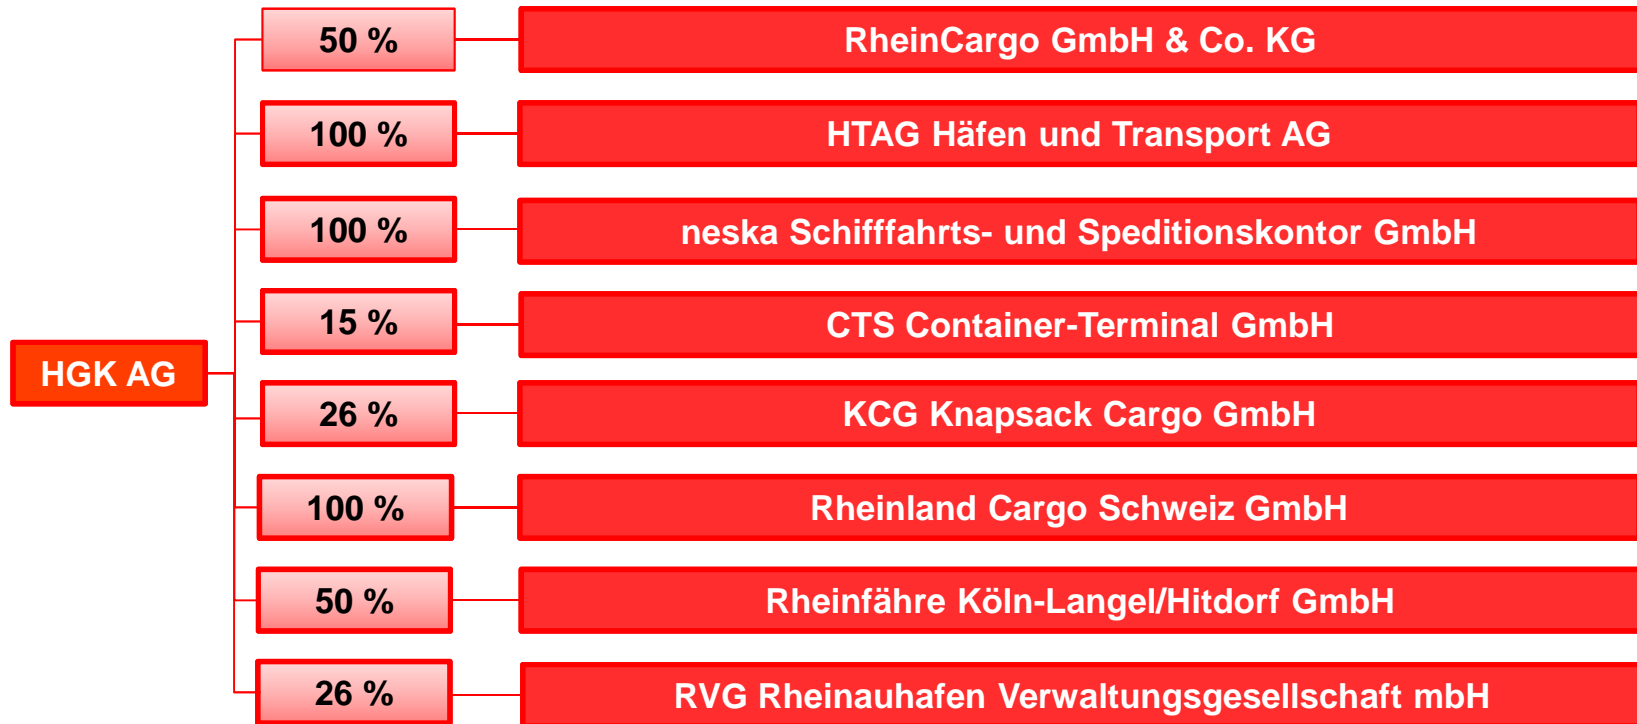 50 %
RheinCargo GmbH & Co. KG
100 %
HTAG Häfen und Transport AG
100 %
neska Schifffahrts- und Speditionskontor GmbH
15 %
CTS Container-Terminal GmbH
HGK AG
26 %
KCG Knapsack Cargo GmbH
100 %
Rheinland Cargo Schweiz GmbH
50 %
Rheinfähre Köln-Langel/Hitdorf GmbH
26 %
RVG Rheinauhafen Verwaltungsgesellschaft mbH